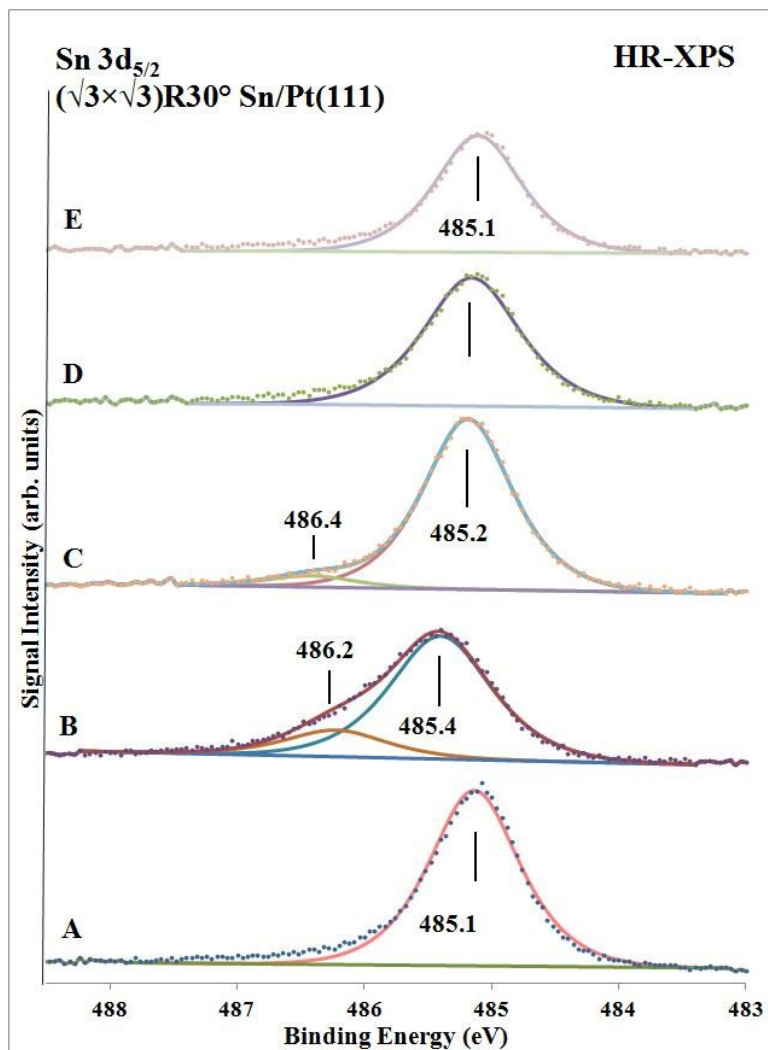 Sn 3d5/2 HR-XPS
(√3×√3)R30° Sn/Pt(111)
E
485.1
D
486.4
C
485.2
486.2
B
485.4
A
485.1
Signal Intensity (arb. units)
488 487 486 485 484 483
Binding Energy (eV)